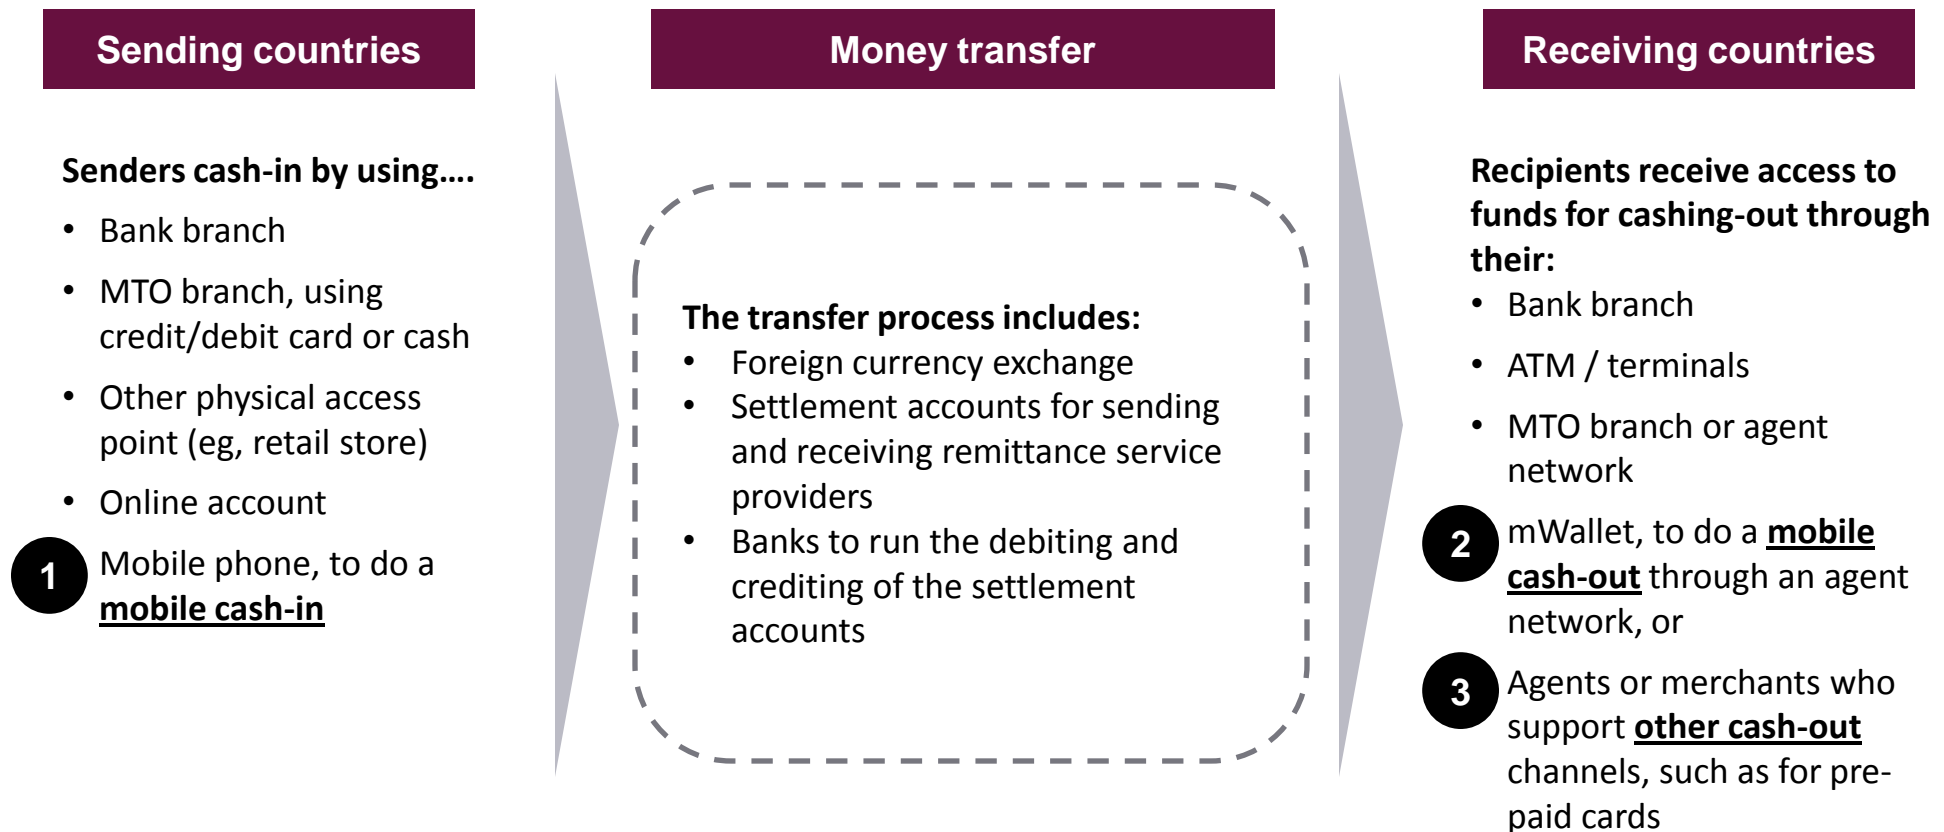 Sending countries
Money transfer
Receiving countries
Senders cash-in by using....
• Bank branch
• MTO branch, using
credit/debit card or cash
• Other physical access
point (eg, retail store)
• Online account
1 Mobile phone, to do a
mobile cash-in
The transfer process includes:
• Foreign currency exchange
• Settlement accounts for sending
and receiving remittance service
providers
• Banks to run the debiting and
crediting of the settlement
accounts
Recipients receive access to
funds for cashing-out through
their:
• Bank branch
• ATM / terminals
• MTO branch or agent
network
2 mWallet, to do a mobile
cash-out through an agent
network, or
3 Agents or merchants who
support other cash-out
channels, such as for pre-
paid cards